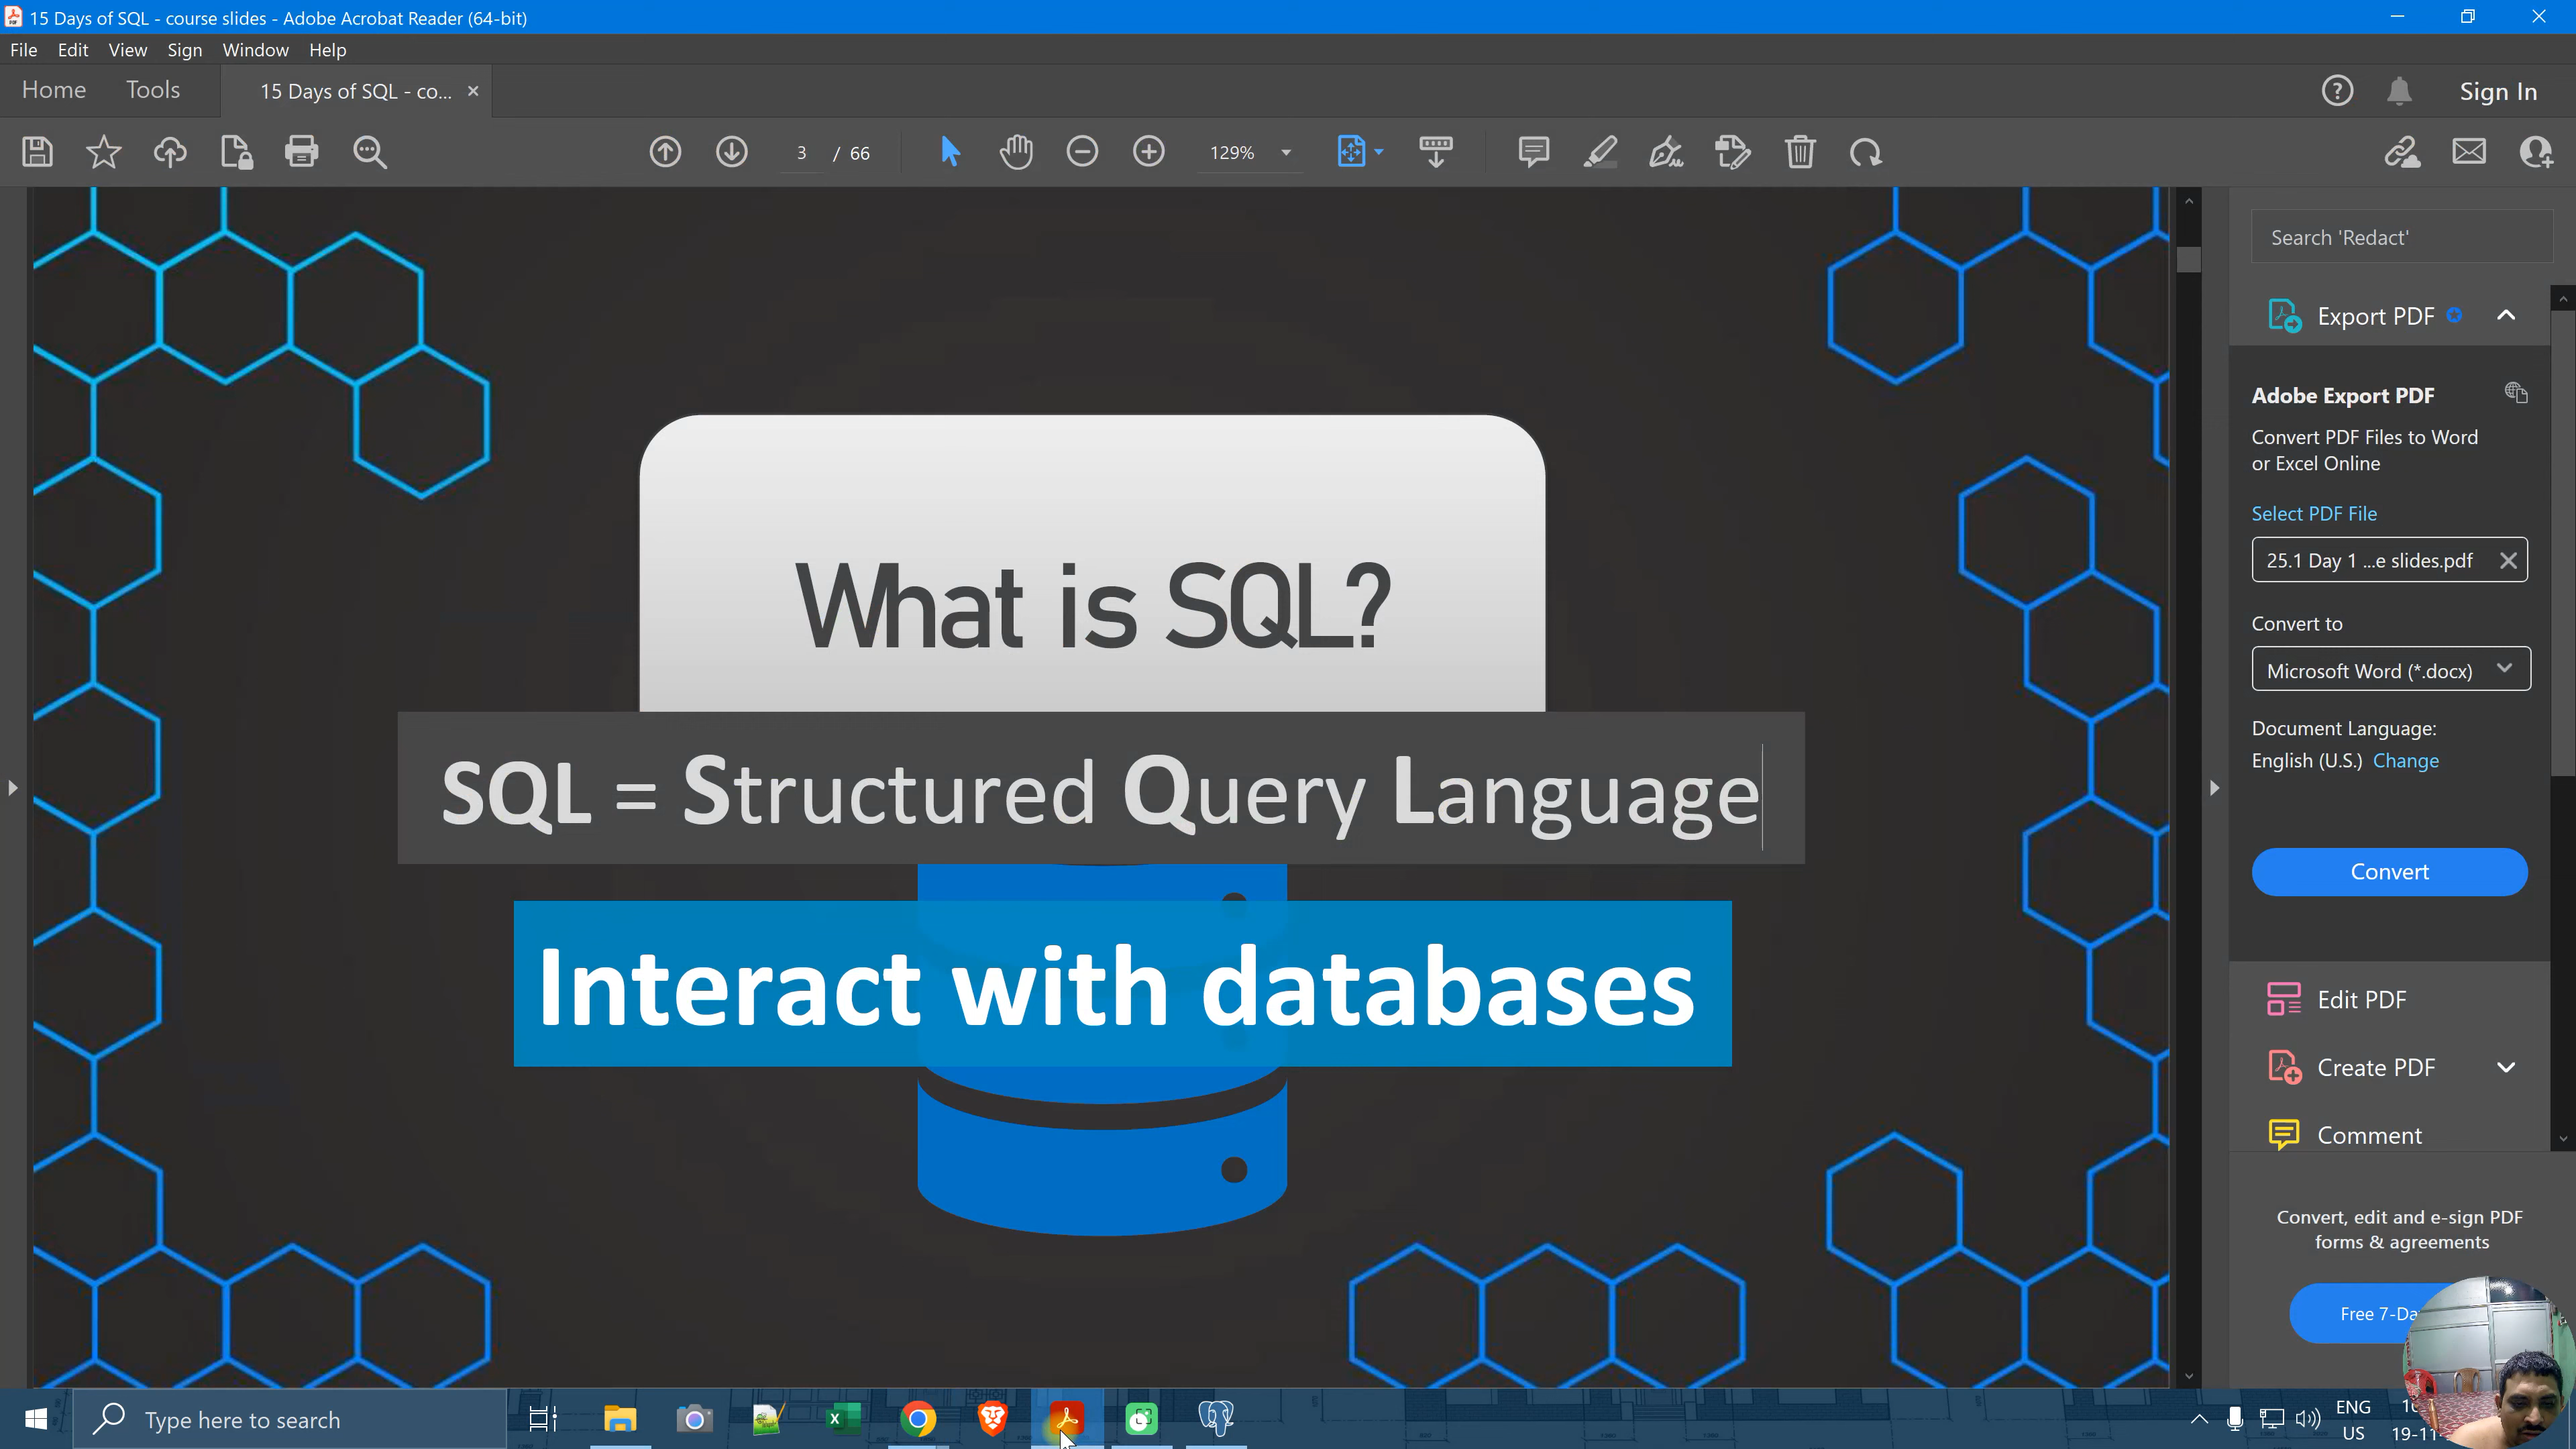 15 Days of SQL - course slides - Adobe Acrobat Reader (64-bit)
File Edit View Sign Window Help
Home Tools 15 Days of SQL - co... Sign In
3 / 66 129%
Search 'Redact'
Export PDF
Adobe Export PDF
Convert PDF Files to Word
or Excel Online
Select PDF File
25.1 Day 1 ...e slides.pdf
Convert to
Microsoft Word (*.docx)
Document Language:
English (U.S.) Change
Convert
Edit PDF
Create PDF
Comment
Convert, edit and e-sign PDF
forms & agreements
Free
What is SQL?
SQL = Structured Query Language
Interact with databases
Type here to search
ENG
US